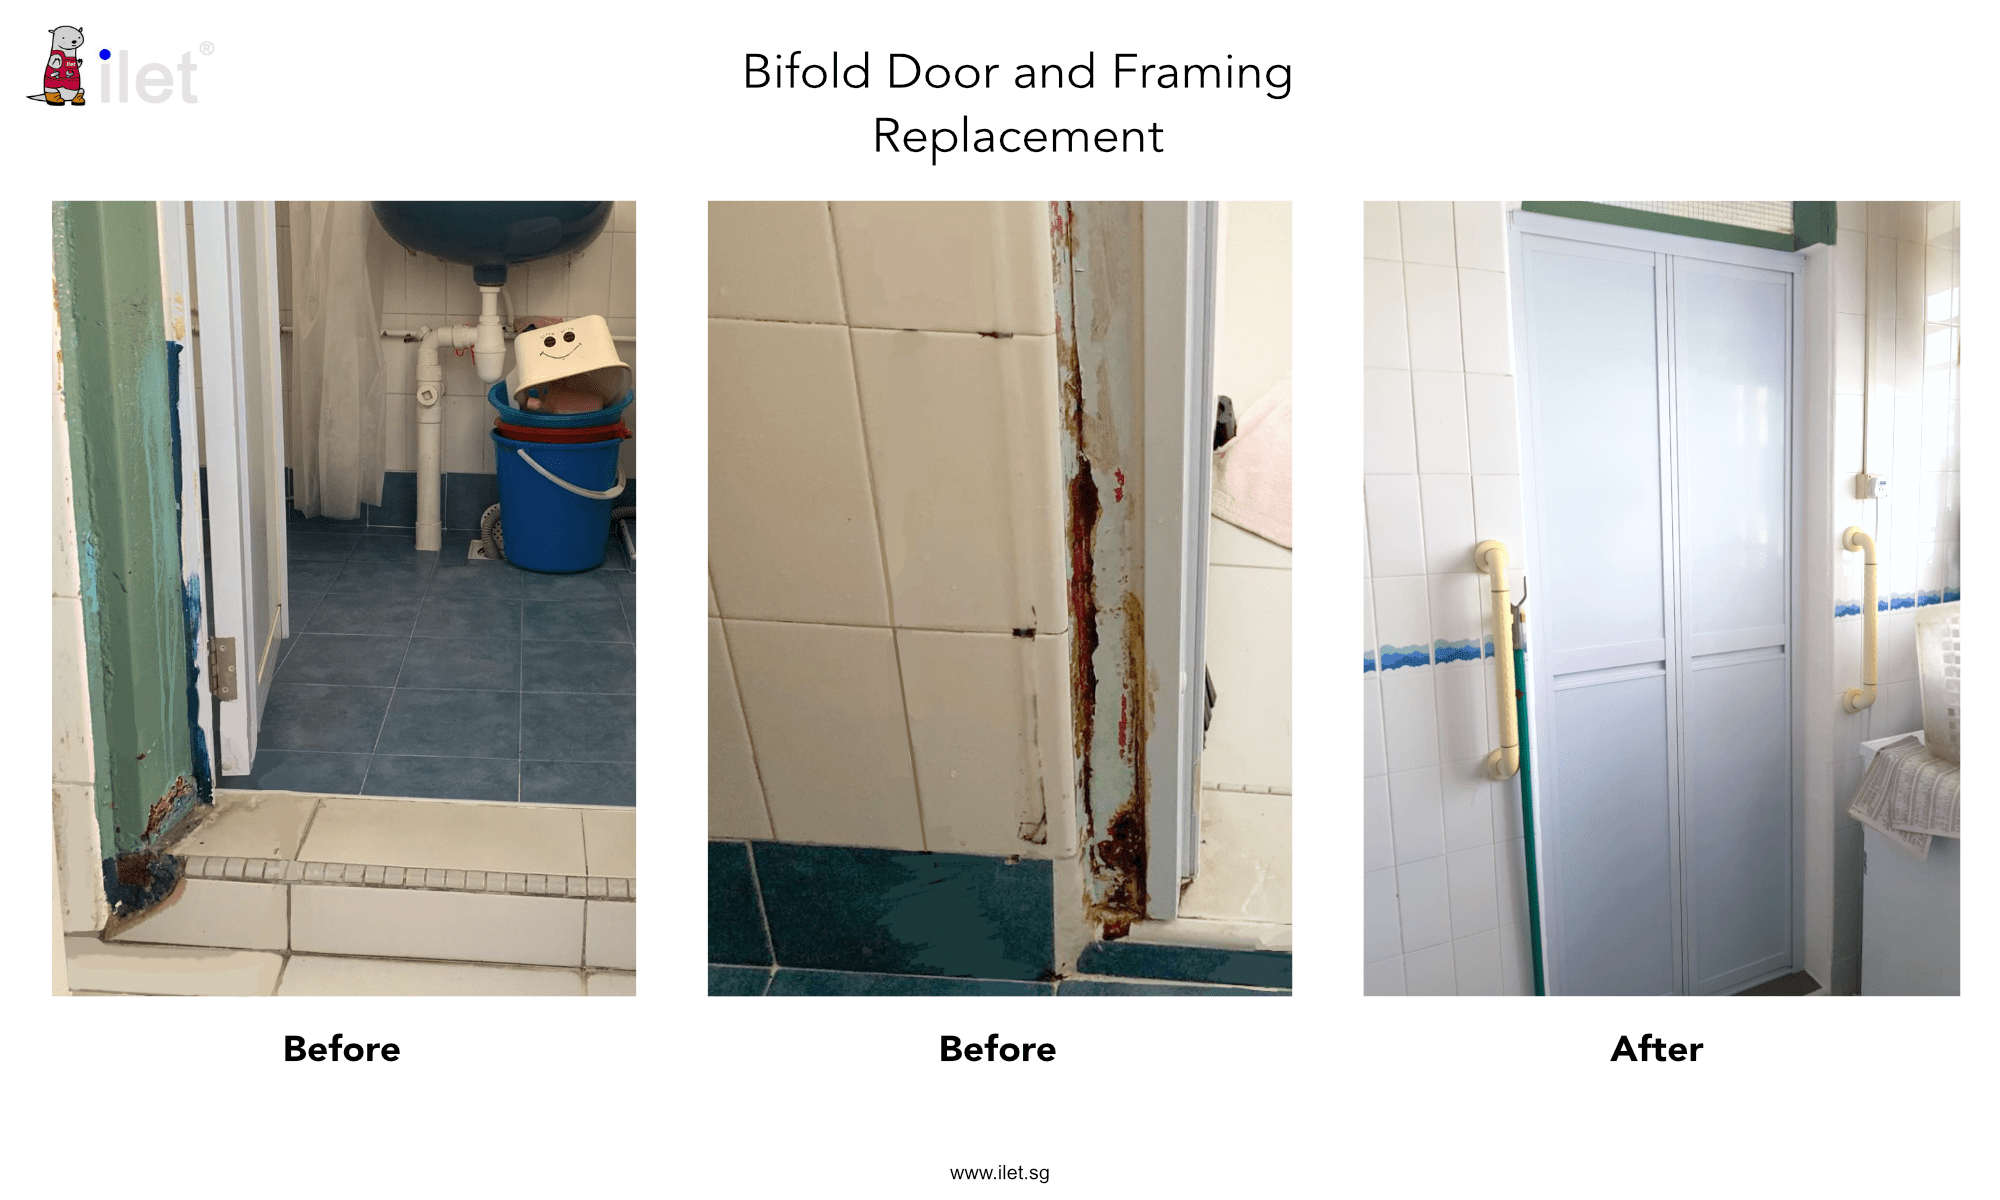 ilet®
Bifold Door and Framing
Replacement
Before
Before
After
www.ilet.sg